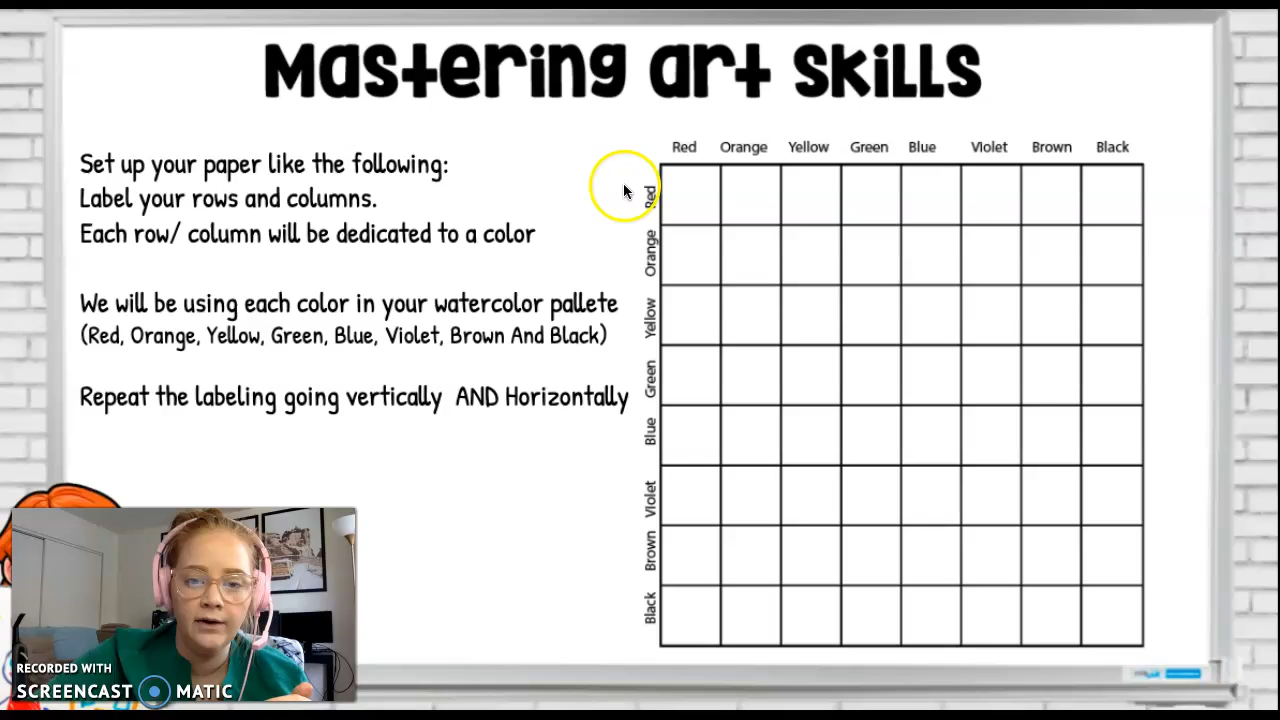 Mastering art skills
Set up your paper like the following:
Label your rows and columns.
Each row/ column will be dedicated to a color
We will be using each color in your watercolor pallete
(Red, Orange, Yellow, Green, Blue, Violet, Brown And Black)
Repeat the labeling going vertically AND Horizontally
Red Orange Yellow Green Blue Violet Brown Black
Red
Orange
Yellow
Green
Blue
Violet
Brown
Black
RECORDED WITH
SCREENCAST MATIC